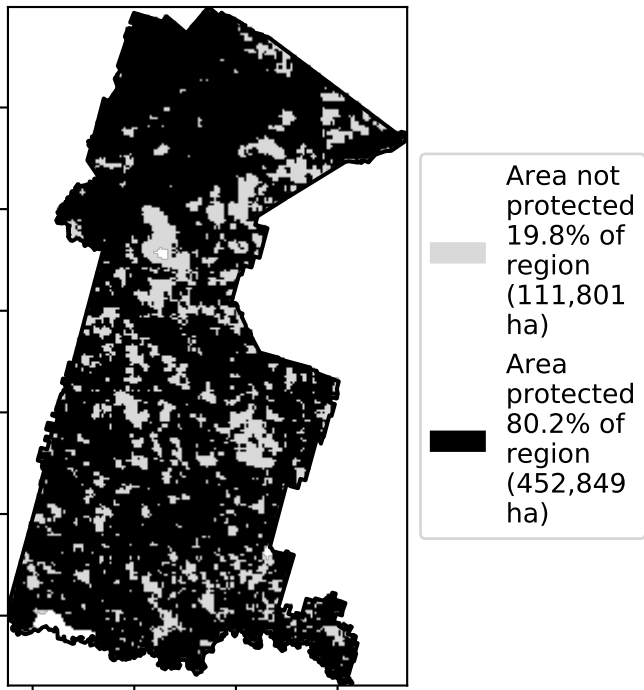 Area not
protected
19.8% of
region
(111,801
ha)
Area
protected
80.2% of
region
(452,849
ha)